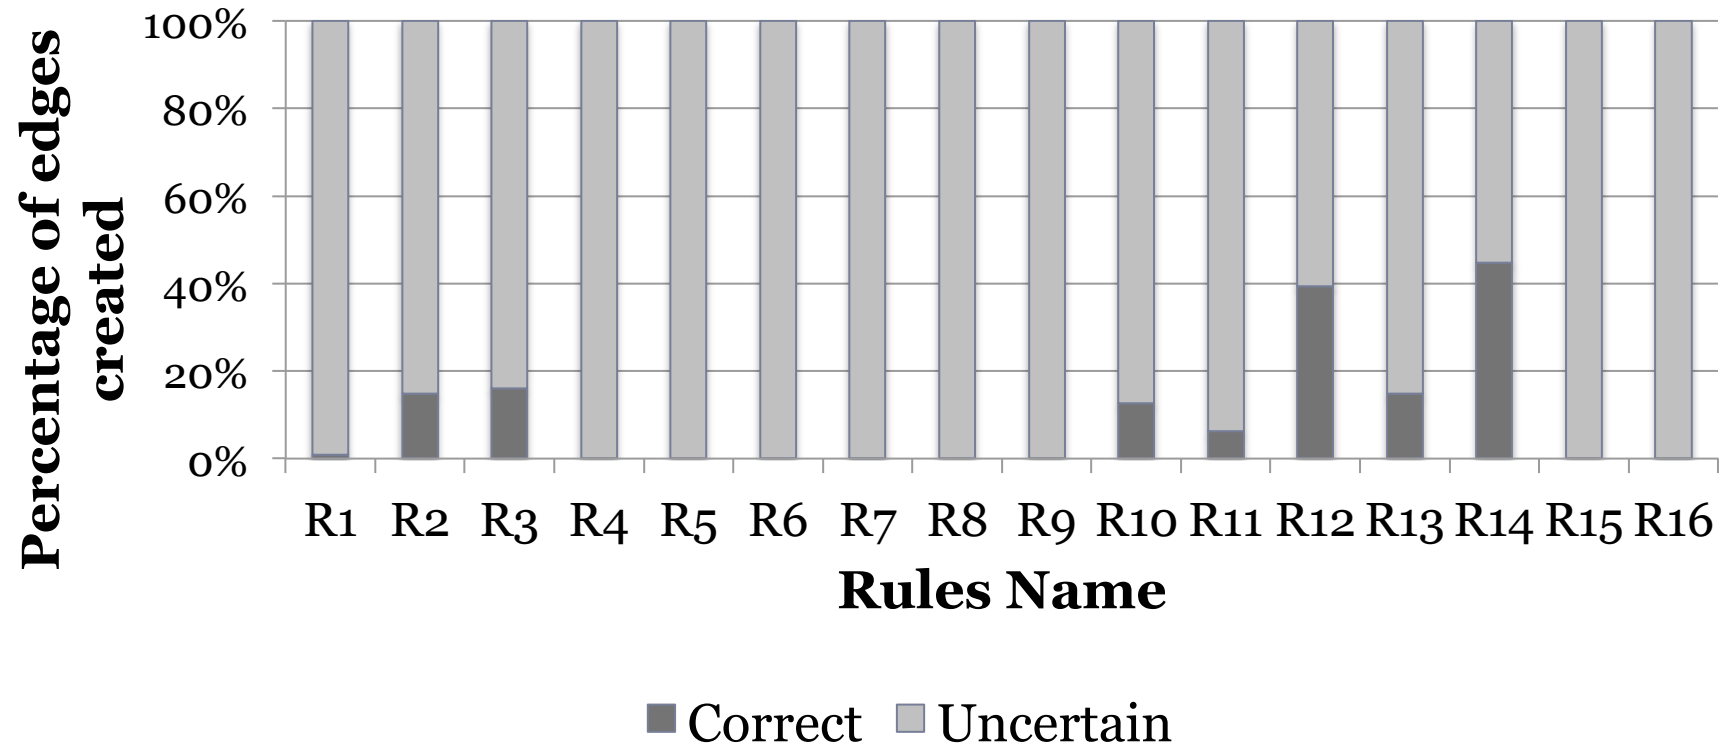 Percentage of edges
created
100%
80%
60%
40%
20%
0%
R1 R2 R3 R4 R5 R6 R7 R8 R9 R10 R11 R12 R13 R14 R15 R16
Rules Name
Correct Uncertain